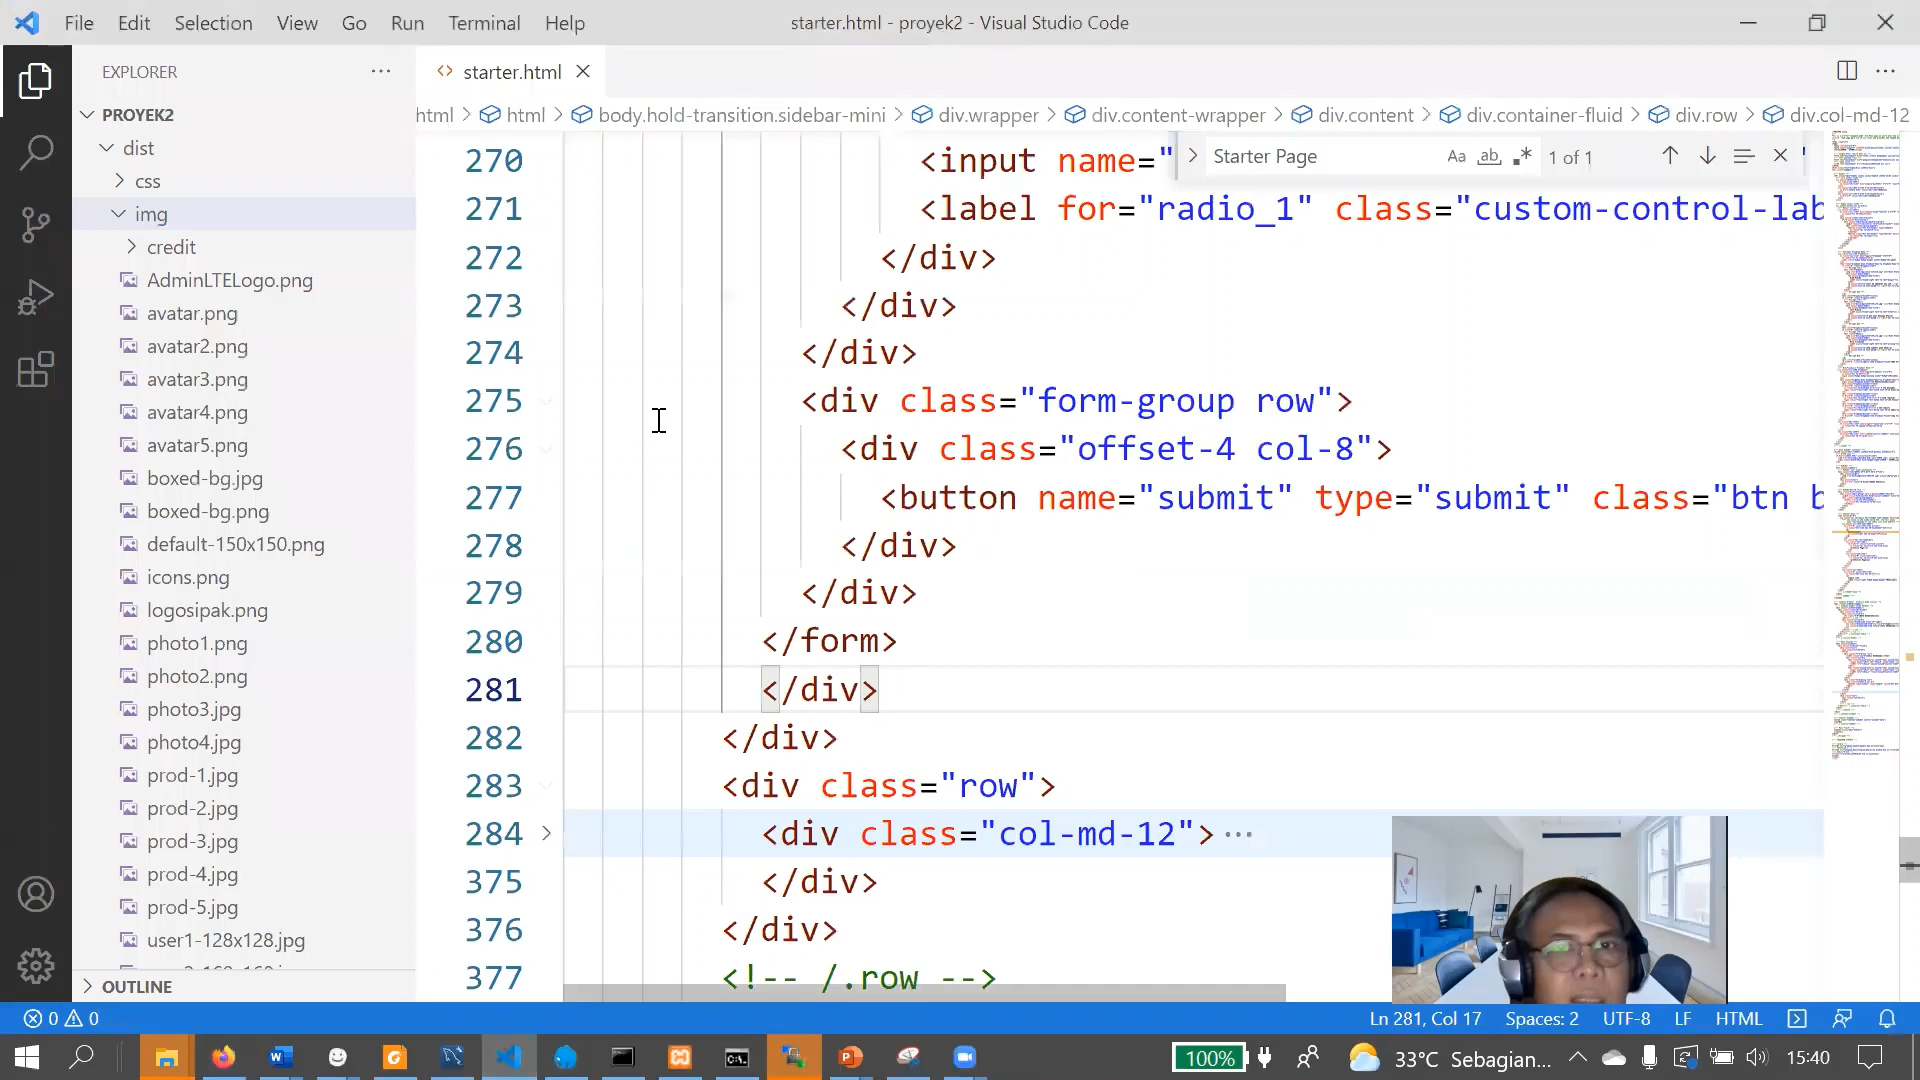 File Edit Selection View Go Run Terminal Help
starter.html - proyek2 - Visual Studio Code
EXPLORER
starter.html
PROYEK2
html > html > body.hold-transition.sidebar-mini > div.wrapper > div.content-wrapper > div.content > div.container-fluid > div.row > div.col-md-12
Starter Page
Aa ab .* 1 of 1
dist
css
img
credit
AdminLTELogo.png
avatar.png
avatar2.png
avatar3.png
avatar4.png
avatar5.png
boxed-bg.jpg
boxed-bg.png
default-150x150.png
icons.png
logosipak.png
photo1.png
photo2.png
photo3.jpg
photo4.jpg
prod-1.jpg
prod-2.jpg
prod-3.jpg
prod-4.jpg
prod-5.jpg
user1-128x128.jpg
OUTLINE
270 <input name="
271 <label for="radio_1" class="custom-control-lab
272 </div>
273 </div>
274 </div>
275 <div class="form-group row">
276 <div class="offset-4 col-8">
277 <button name="submit" type="submit" class="btn b
278 </div>
279 </div>
280 </form>
281 </div>
282 </div>
283 <div class="row">
284 <div class="col-md-12"> ···
375 </div>
376 </div>
377 <!-- /.row -->
0 0
Ln 281, Col 17 Spaces: 2 UTF-8 LF HTML
100% 33°C Sebagian... 15:40